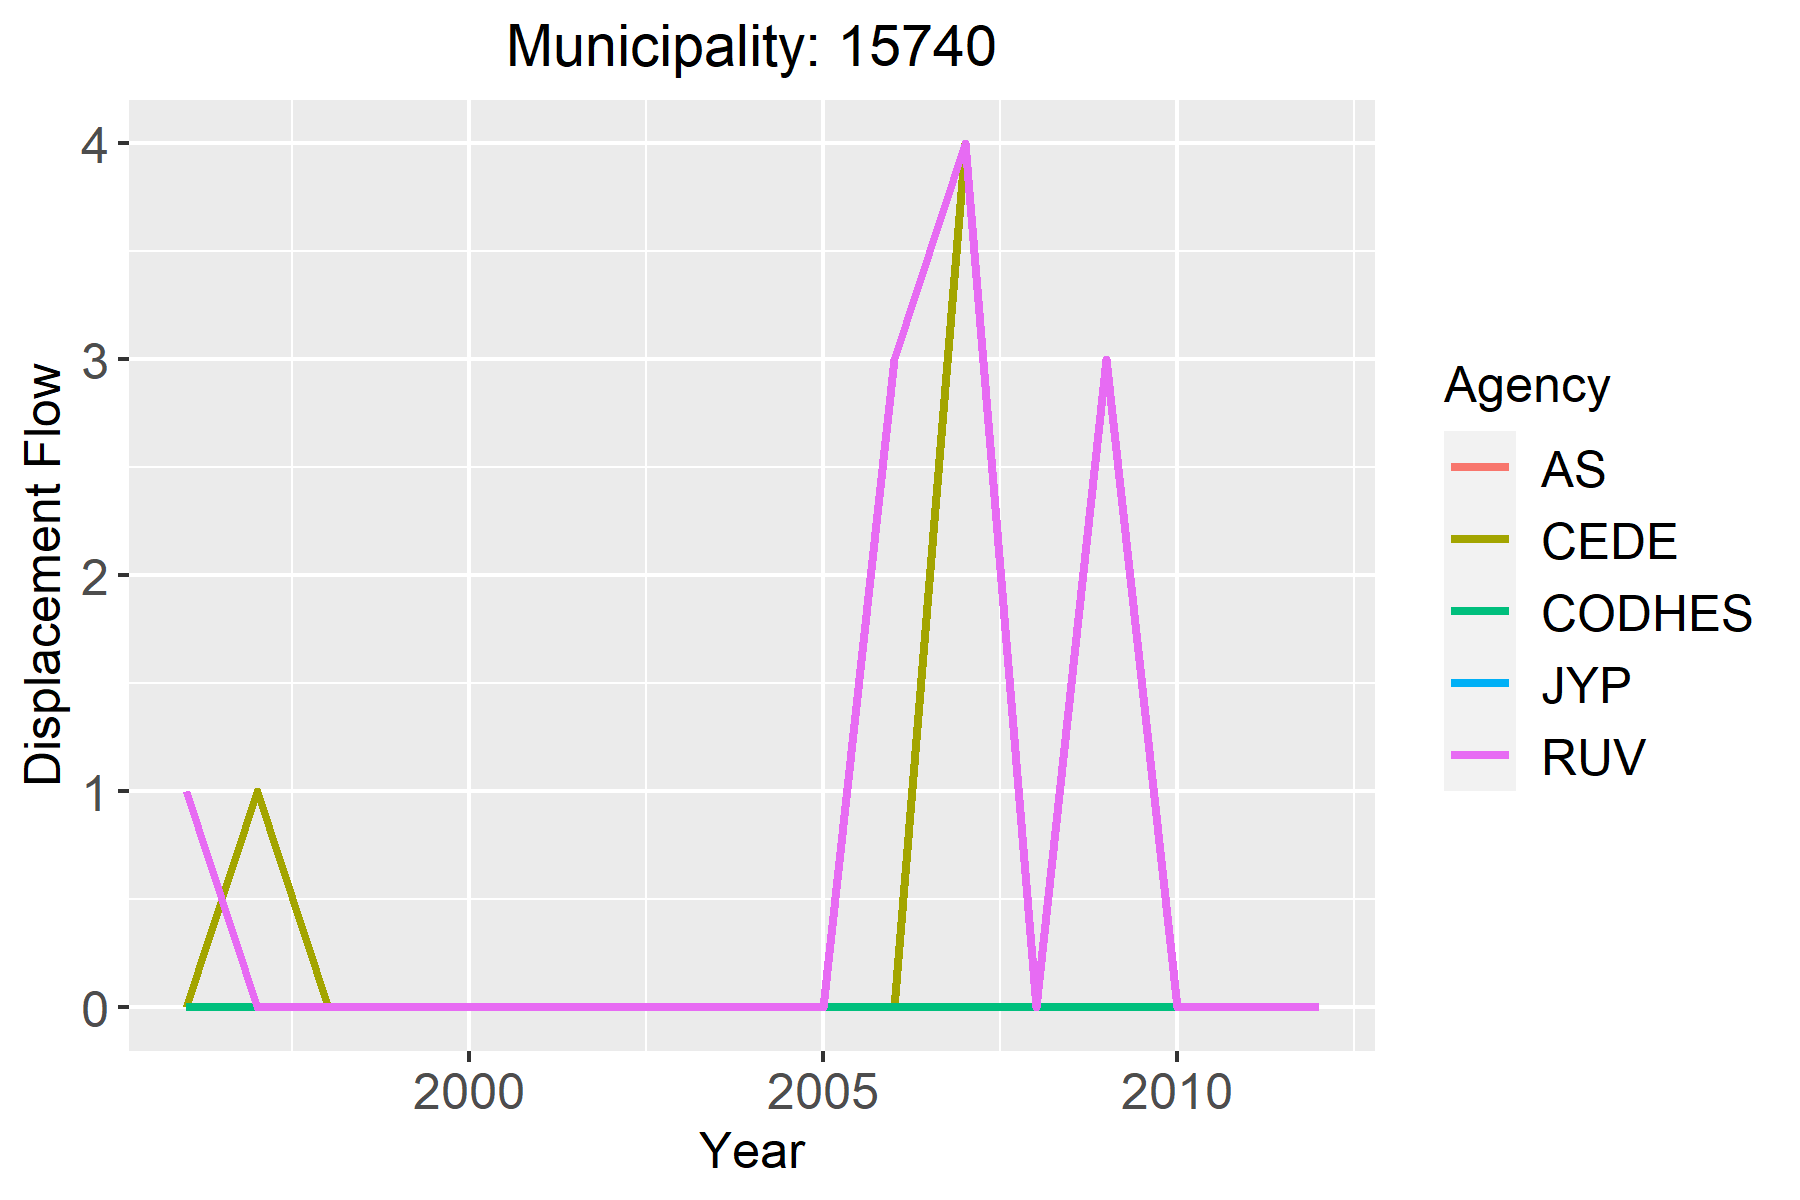 Municipality: 15740
4
3
2
1
0
Displacement Flow
2000
2005
2010
Year
Agency
AS
CEDE
CODHES
JYP
RUV